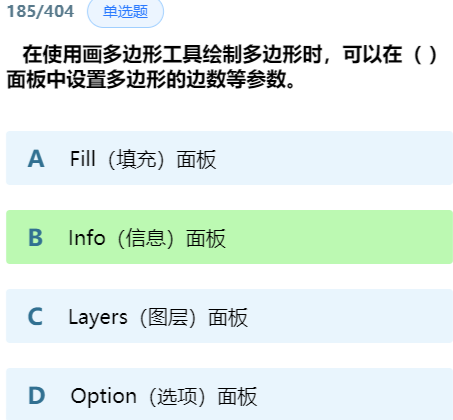 185/404 单选题
在使用画多边形工具绘制多边形时，可以在（ ）
面板中设置多边形的边数等参数。
A Fill（填充）面板
B Info（信息）面板
C Layers（图层）面板
D Option（选项）面板